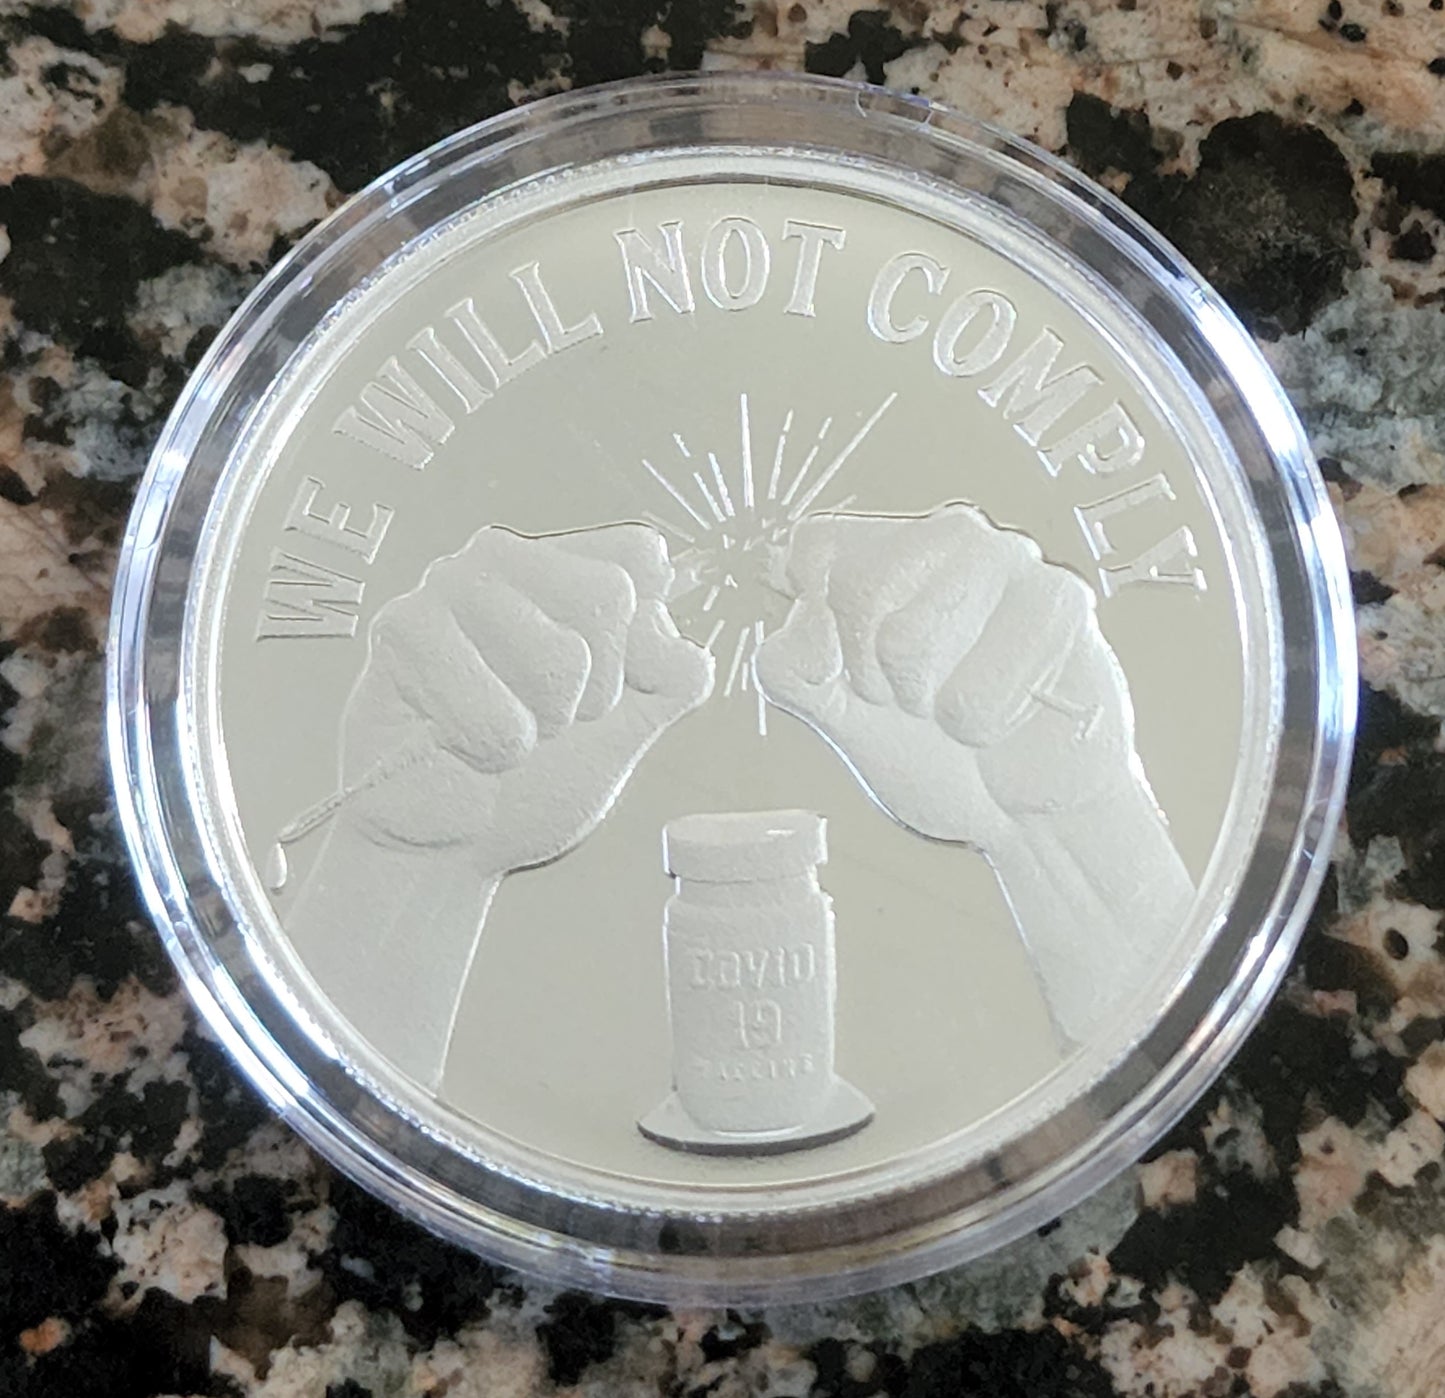 WE WILL NOT COMPLY
COVID
19
VACCINE